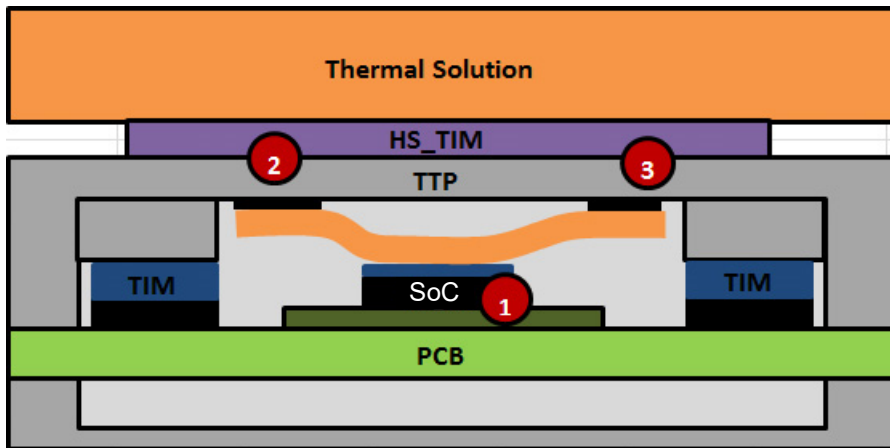 Thermal Solution
HS_TIM
2
3
TTP
TIM
SoC
TIM
1
PCB